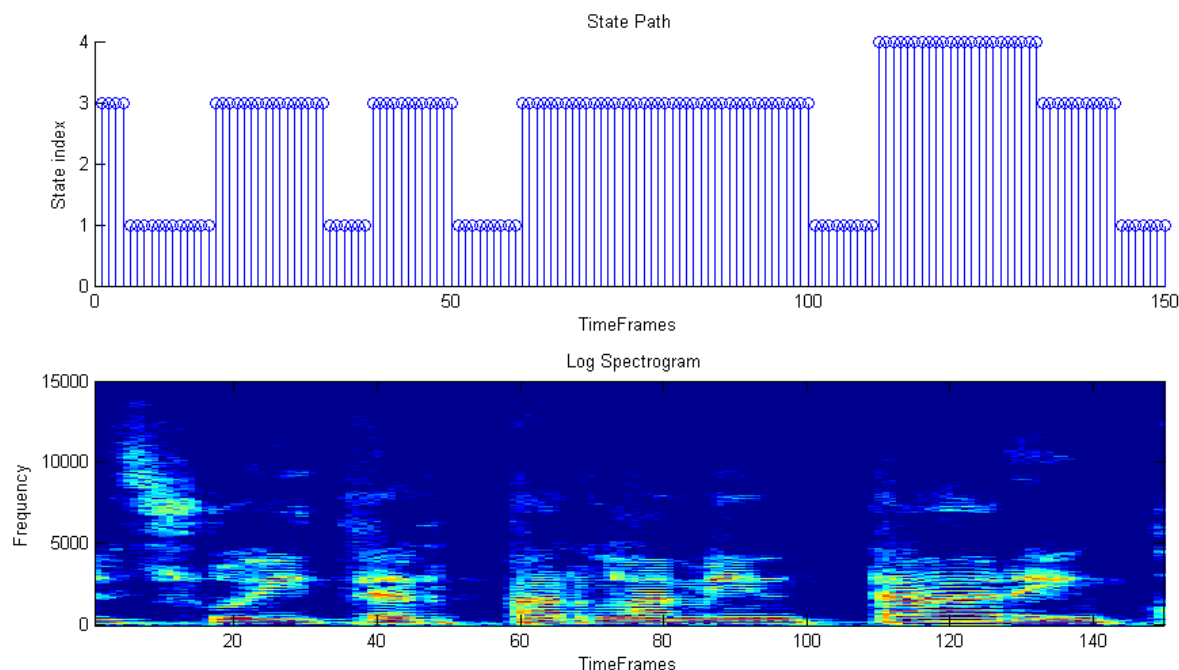 State Path
4
3
2
1
0
State index
0 50 100 150
TimeFrames
Log Spectrogram
15000
10000
5000
0
Frequency
20 40 60 80 100 120 140
TimeFrames